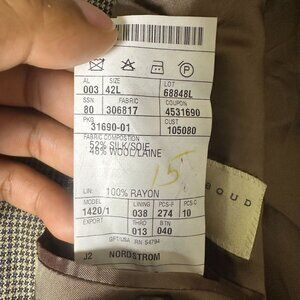 AL SIZE LOT
003 42L 68848L
SSN FABRIC COUPON
80 306817 4531690
PKG CUST
31690-01 105080
FABRIC COMPOSITION
52% SILK/SOIE
48% WOOL/LAINE
15
LIN: 100% RAYON
MODEL LINING PCS-F PCS-C
1420/1 038 274 10
EXPORT THRD BTN
013 040
GFT/USA RN 54794
J2 NORDSTROM
BOUD